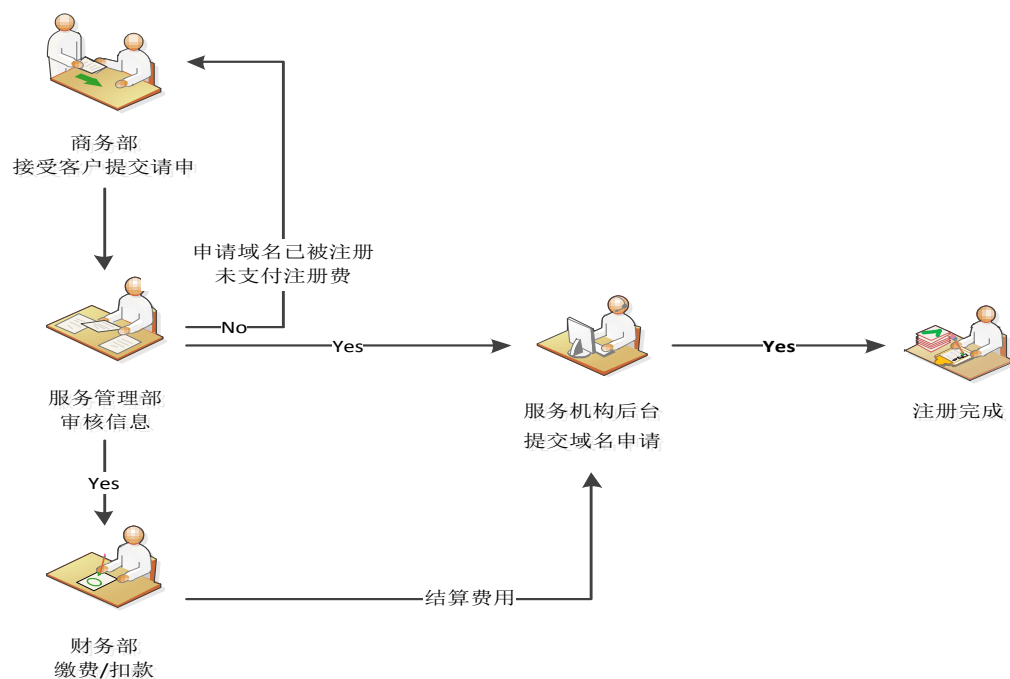 商务部
接受客户提交请申
申请域名已被注册
未支付注册费
No
Yes
Yes
服务管理部
审核信息
服务机构后台
提交域名申请
注册完成
Yes
结算费用
财务部
缴费/扣款